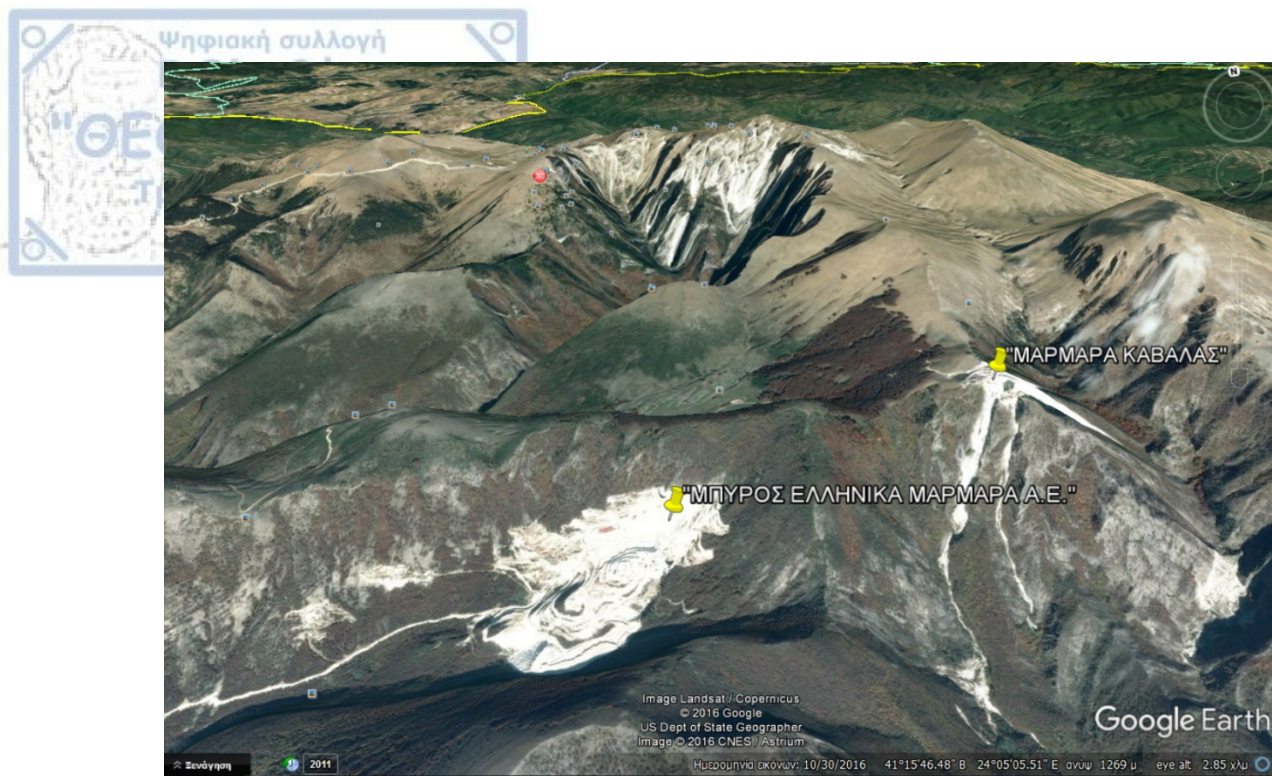 Ψηφιακή συλλογή
"ΘΕ
N
"ΜΑΡΜΑΡΑ ΚΑΒΑΛΑΣ"
"ΜΠΥΡΟΣ ΕΛΛΗΝΙΚΑ ΜΑΡΜΑΡΑ Α.Ε."
Image Landsat / Copernicus
© 2016 Google
US Dept of State Geographer
Image © 2016 CNES / Astrium
Google Earth
Ξενάγηση
2011
Ημερομηνία εικόνων: 10/30/2016 41°15'46.48" Β 24°05'05.51" Ε ανύψ 1269 μ eye alt 2.85 χλμ